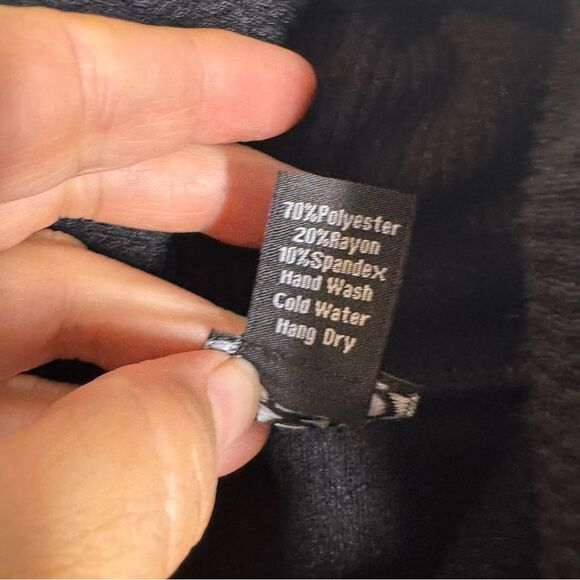 70%Polyester
20%Rayon
10%Spandex
Hand Wash
Cold Water
Hang Dry